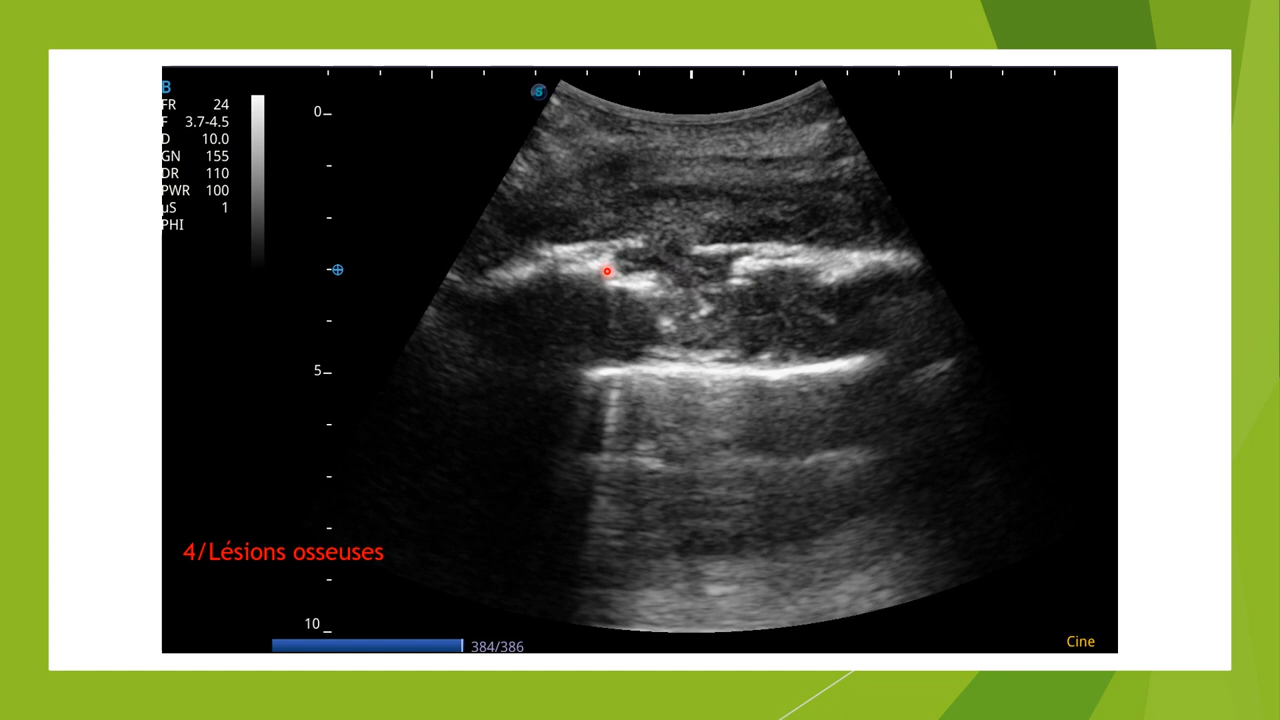 B
FR 24
F 3.7-4.5
D 10.0
GN 155
DR 110
PWR 100
µS 1
PHI
S
0
5
10
4/Lésions osseuses
384/386
Cine